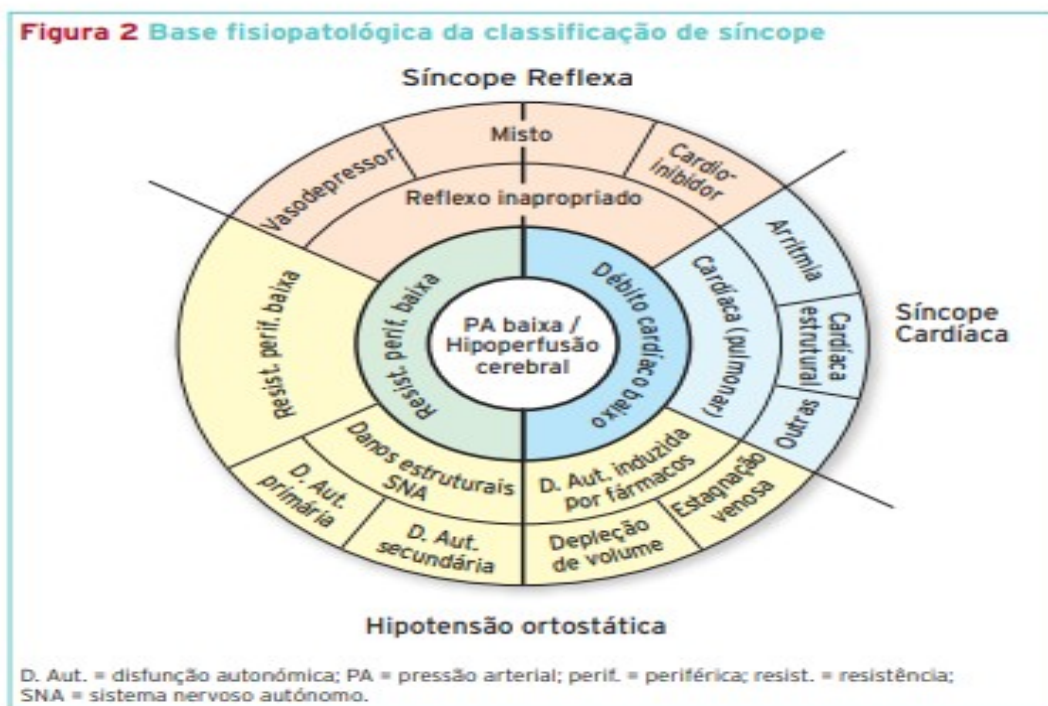 Figura 2 Base fisiopatológica da classificação de síncope
Síncope Reflexa
Vasodepressor
Misto
Cardio-
inibidor
Reflexo inapropriado
Resist. perif. baixa
Resist. perif. baixa
PA baixa /
Hipoperfusão
cerebral
Débito cardíaco baixo
Cardíaca (pulmonar)
Arritmia
Cardíaca
estrutural
Outras
Síncope
Cardíaca
Danos estruturais
SNA
D. Aut. induzida
por fármacos
D. Aut.
primária
D. Aut.
secundária
Depleção
de volume
Estagnação
venosa
Hipotensão ortostática
D. Aut. = disfunção autonómica; PA = pressão arterial; perif. = periférica; resist. = resistência;
SNA = sistema nervoso autónomo.